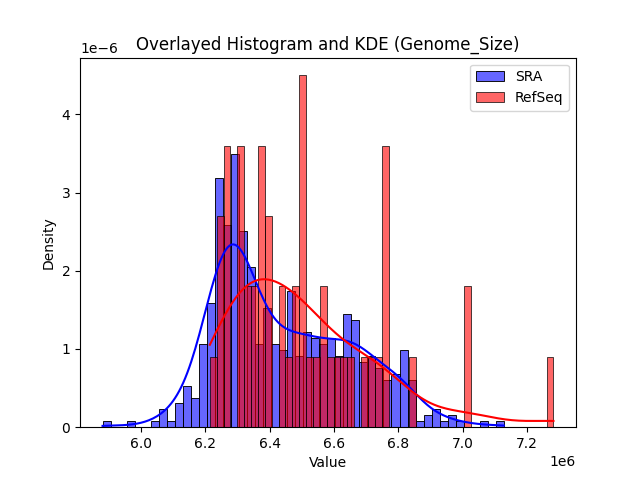 Overlayed Histogram and KDE (Genome_Size)
1e−6
SRA
RefSeq
4
3
2
1
0
Density
6.0 6.2 6.4 6.6 6.8 7.0 7.2
1e6
Value